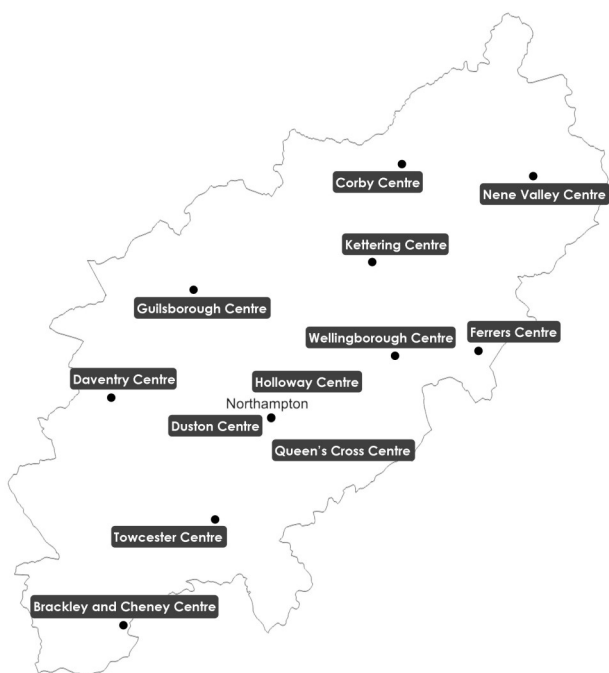 Corby Centre
Nene Valley Centre
Kettering Centre
Guilsborough Centre
Wellingborough Centre
Ferrers Centre
Daventry Centre
Holloway Centre
Northampton
Duston Centre
Queen's Cross Centre
Towcester Centre
Brackley and Cheney Centre